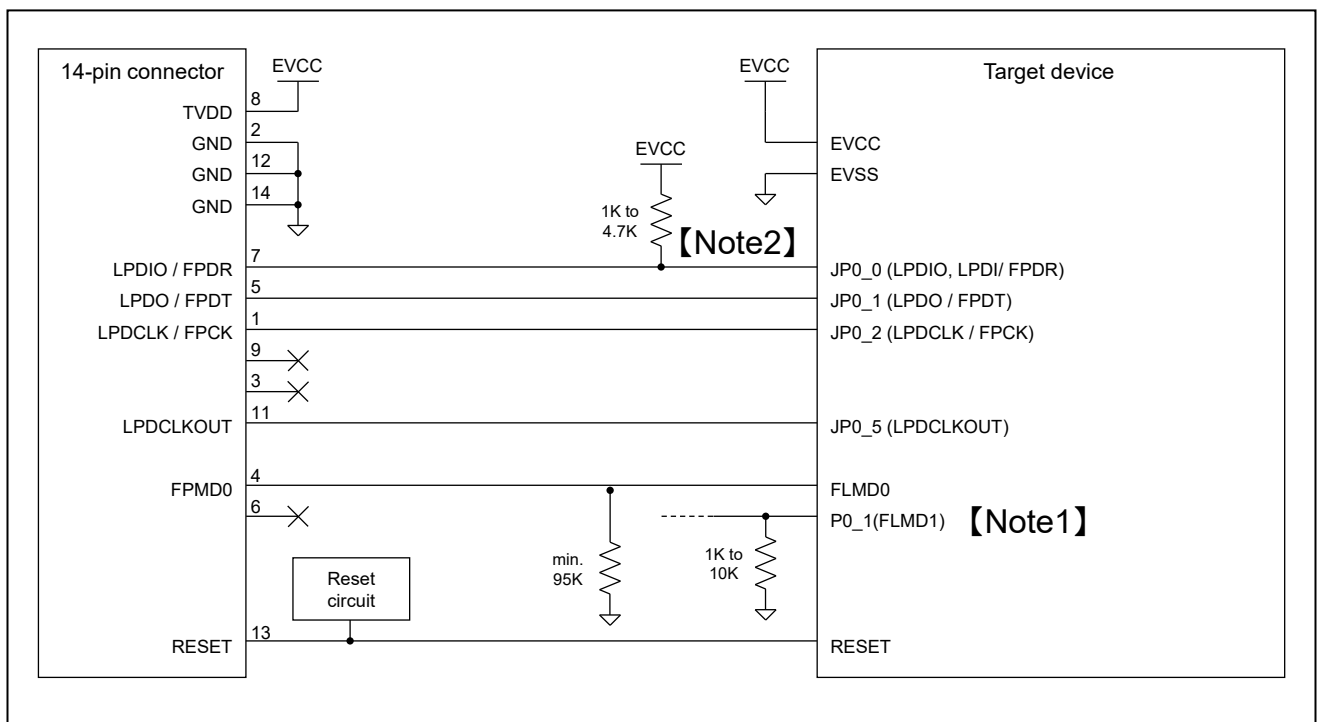 14-pin connector
EVCC
EVCC
Target device
8
TVDD
2
GND
12
GND
14
GND
EVCC
EVCC
EVSS
1K to
4.7K
【Note2】
7
LPDIO / FPDR
JP0_0 (LPDIO, LPDI/ FPDR)
5
LPDO / FPDT
JP0_1 (LPDO / FPDT)
1
LPDCLK / FPCK
JP0_2 (LPDCLK / FPCK)
9
3
11
LPDCLKOUT
JP0_5 (LPDCLKOUT)
4
FPMD0
FLMD0
6
P0_1(FLMD1)
【Note1】
min.
95K
1K to
10K
Reset
circuit
13
RESET
RESET